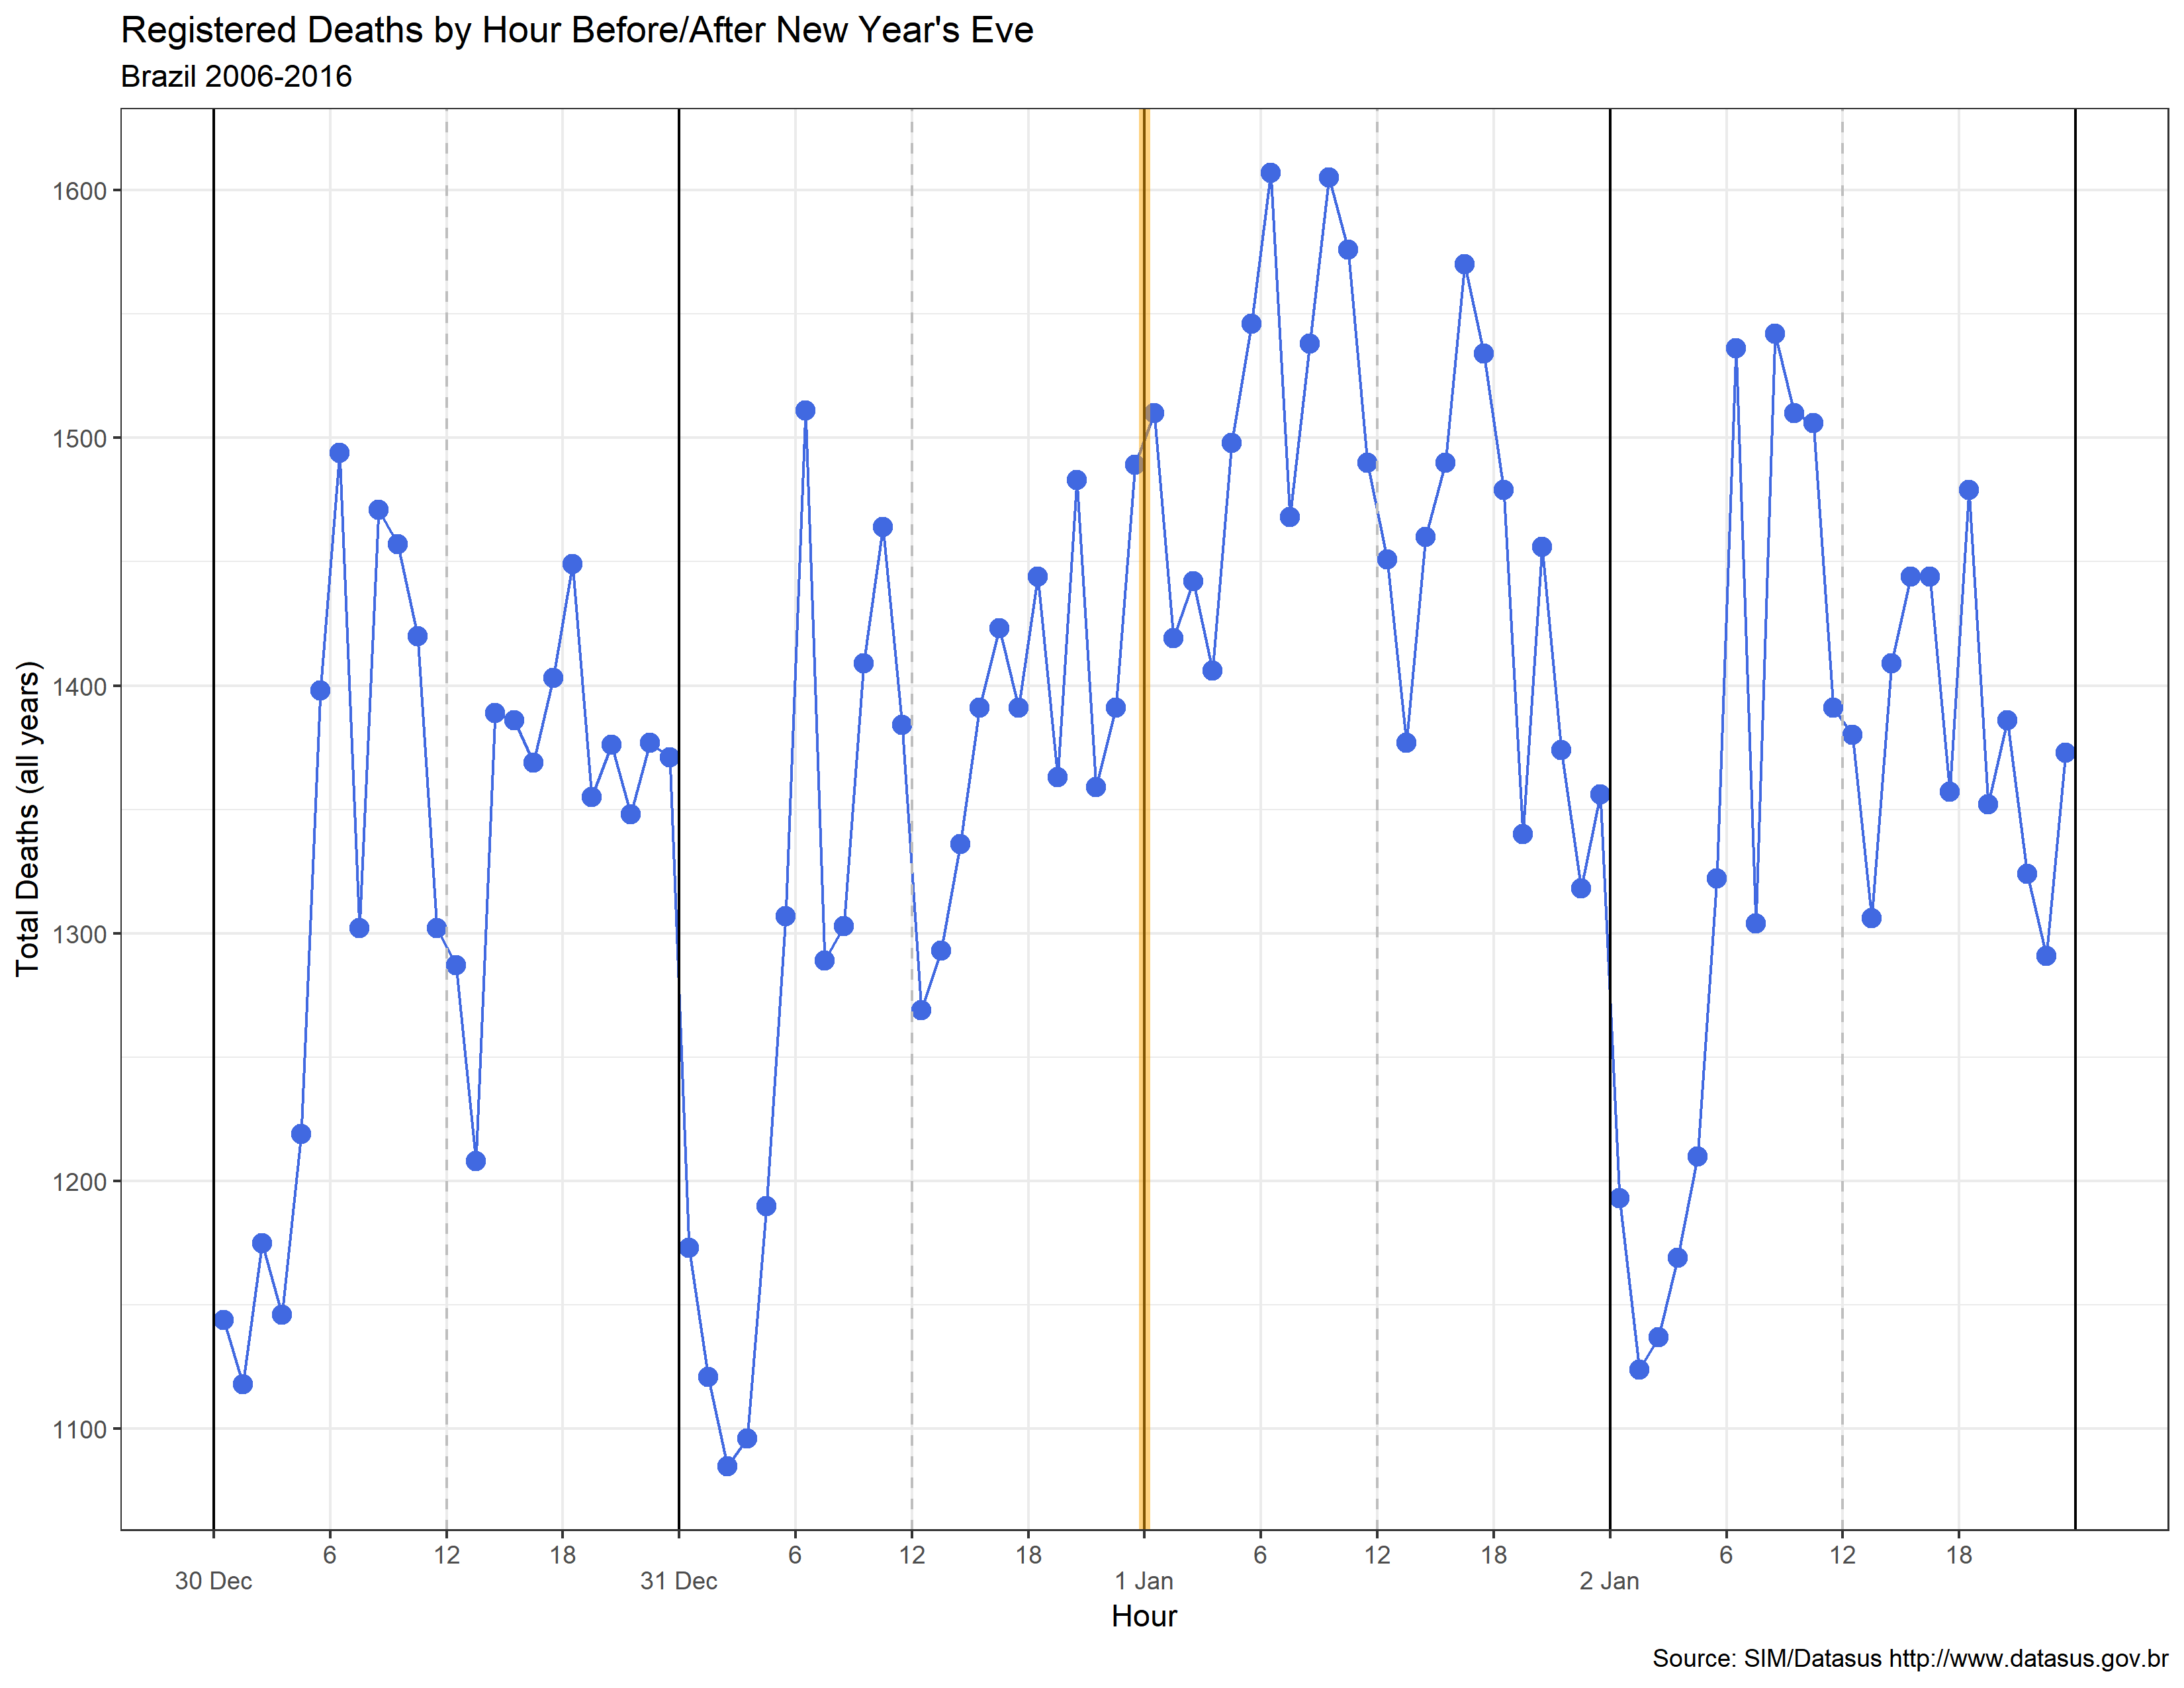 Registered Deaths by Hour Before/After New Year's Eve
Brazil 2006-2016
Total Deaths (all years)
1600
1500
1400
1300
1200
1100
6 12 18 6 12 18 6 12 18 6 12 18
30 Dec 31 Dec 1 Jan 2 Jan
Hour
Source: SIM/Datasus http://www.datasus.gov.br